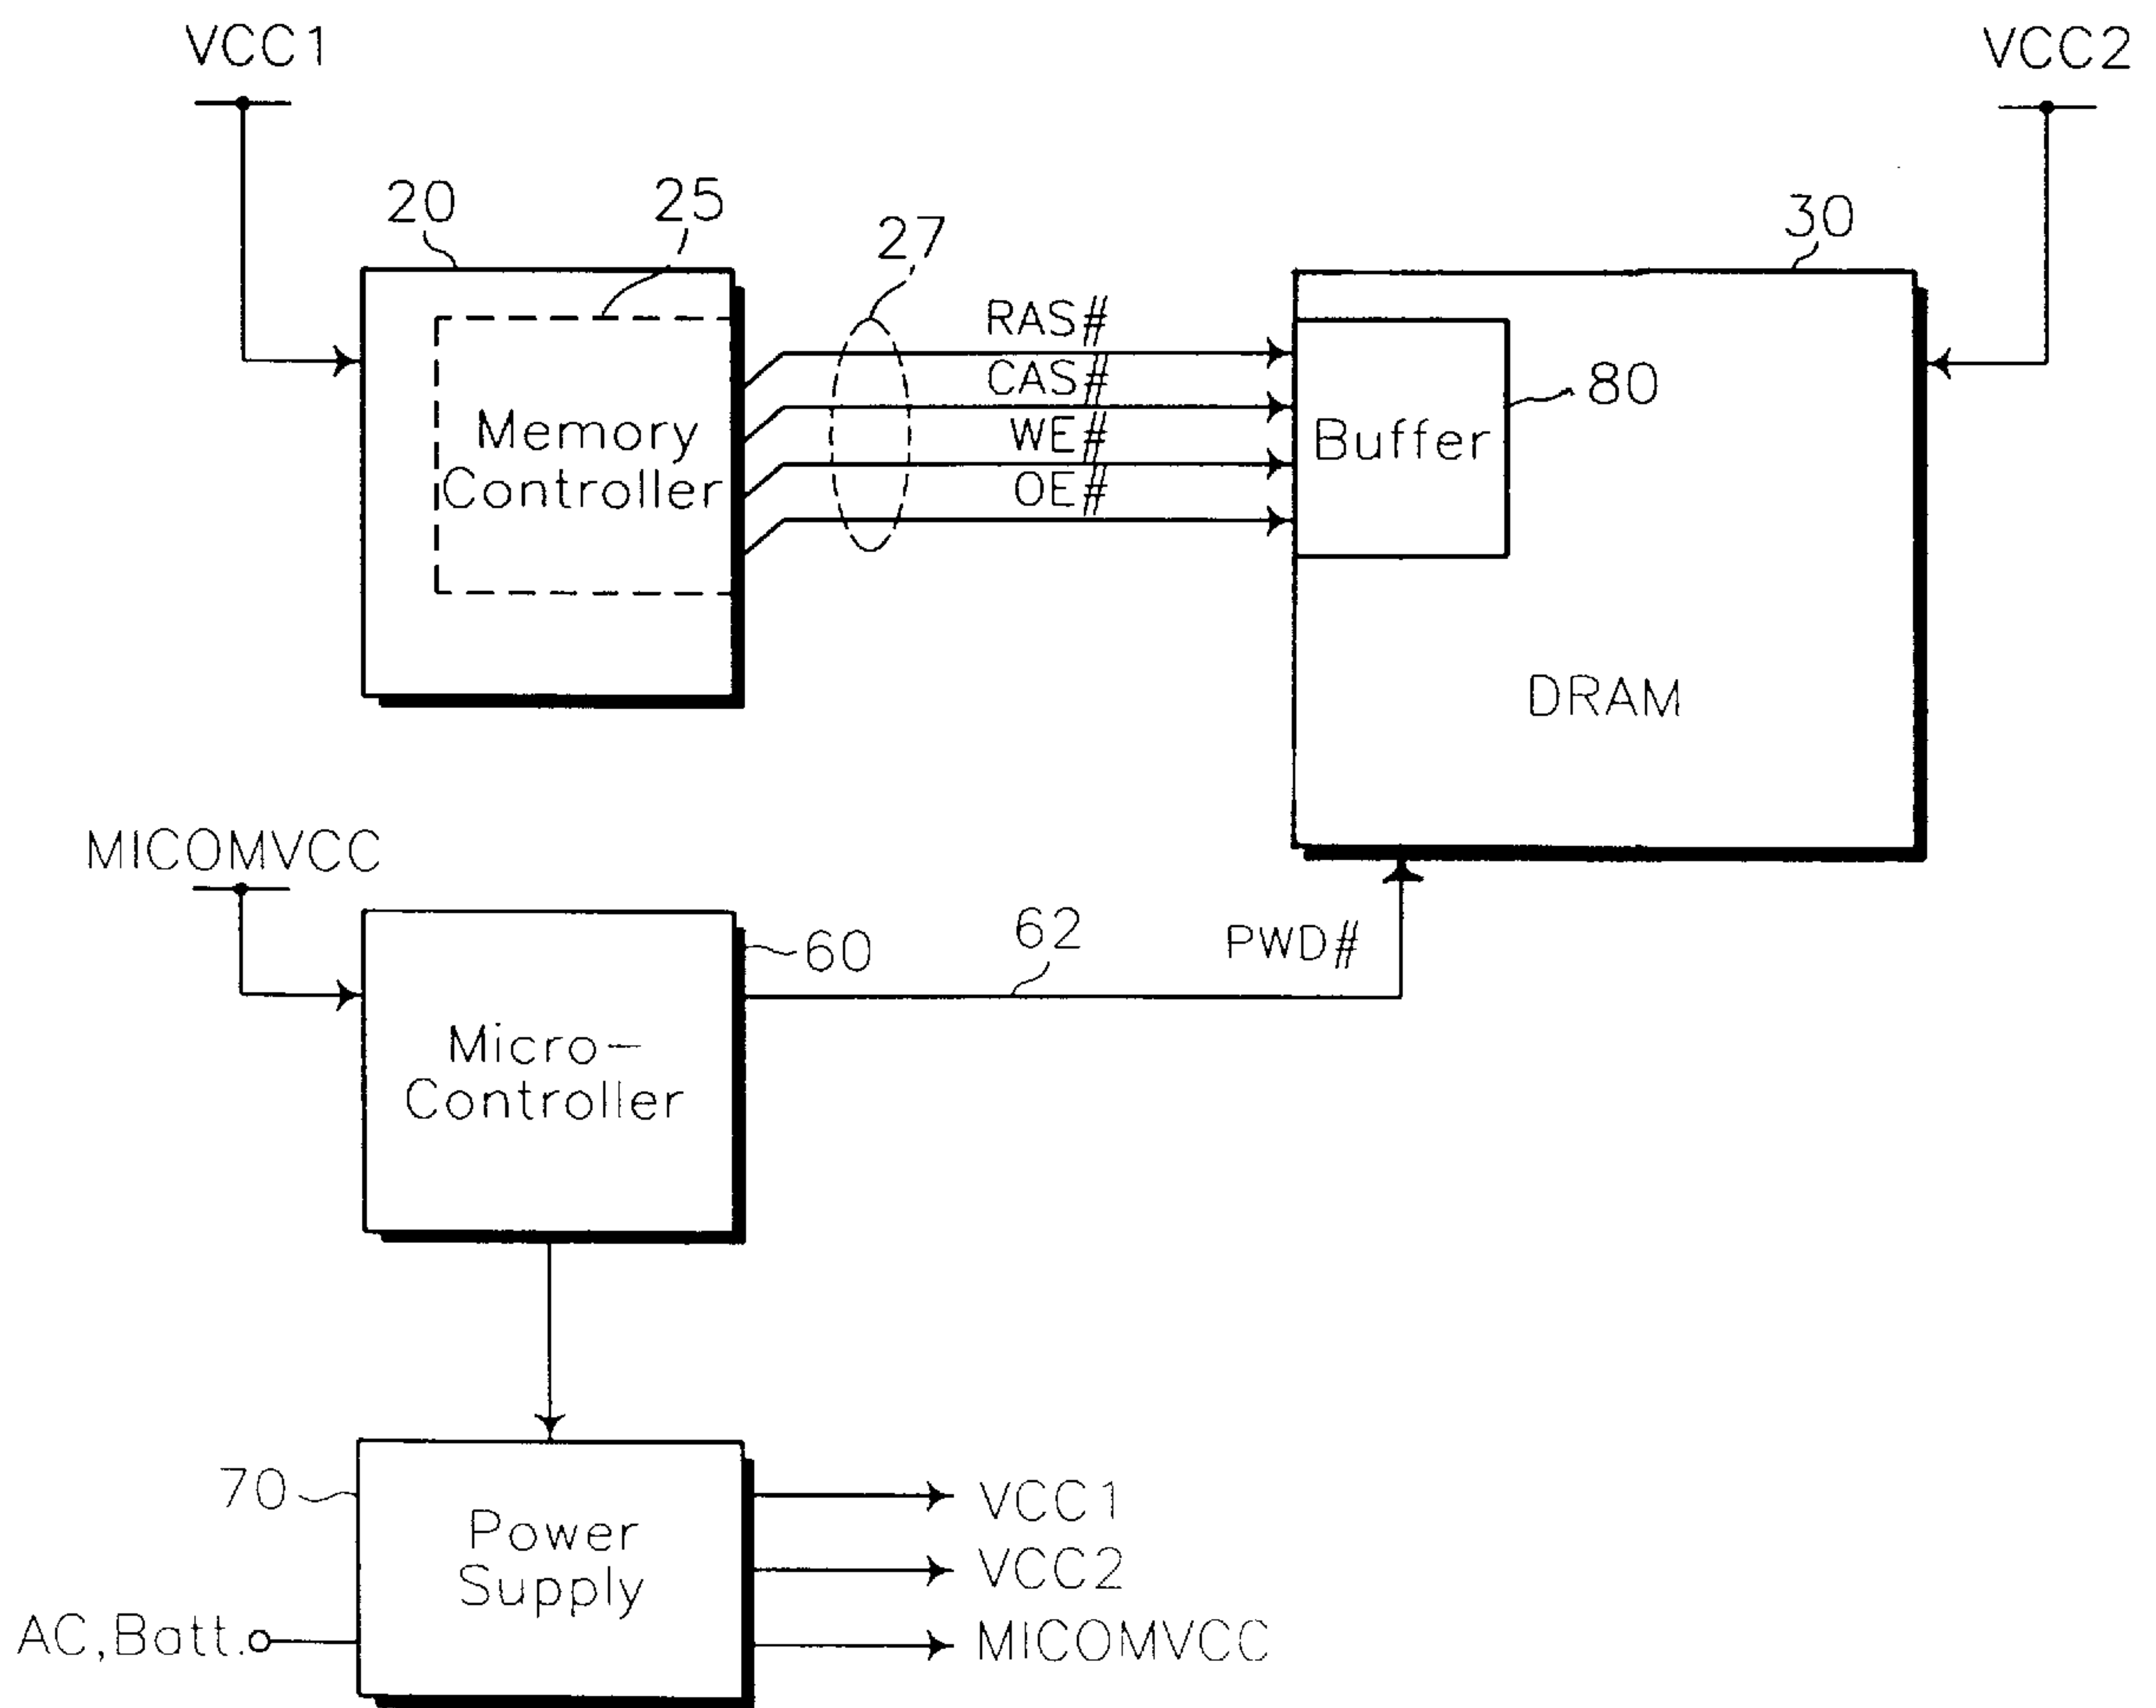 VCC1
VCC2
20
25
27
30
RAS#
CAS#
WE#
OE#
Memory
Controller
Buffer
80
DRAM
MICOMVCC
60
62
PWD#
Micro-
Controller
70
Power
Supply
AC,Batt.
VCC1
VCC2
MICOMVCC